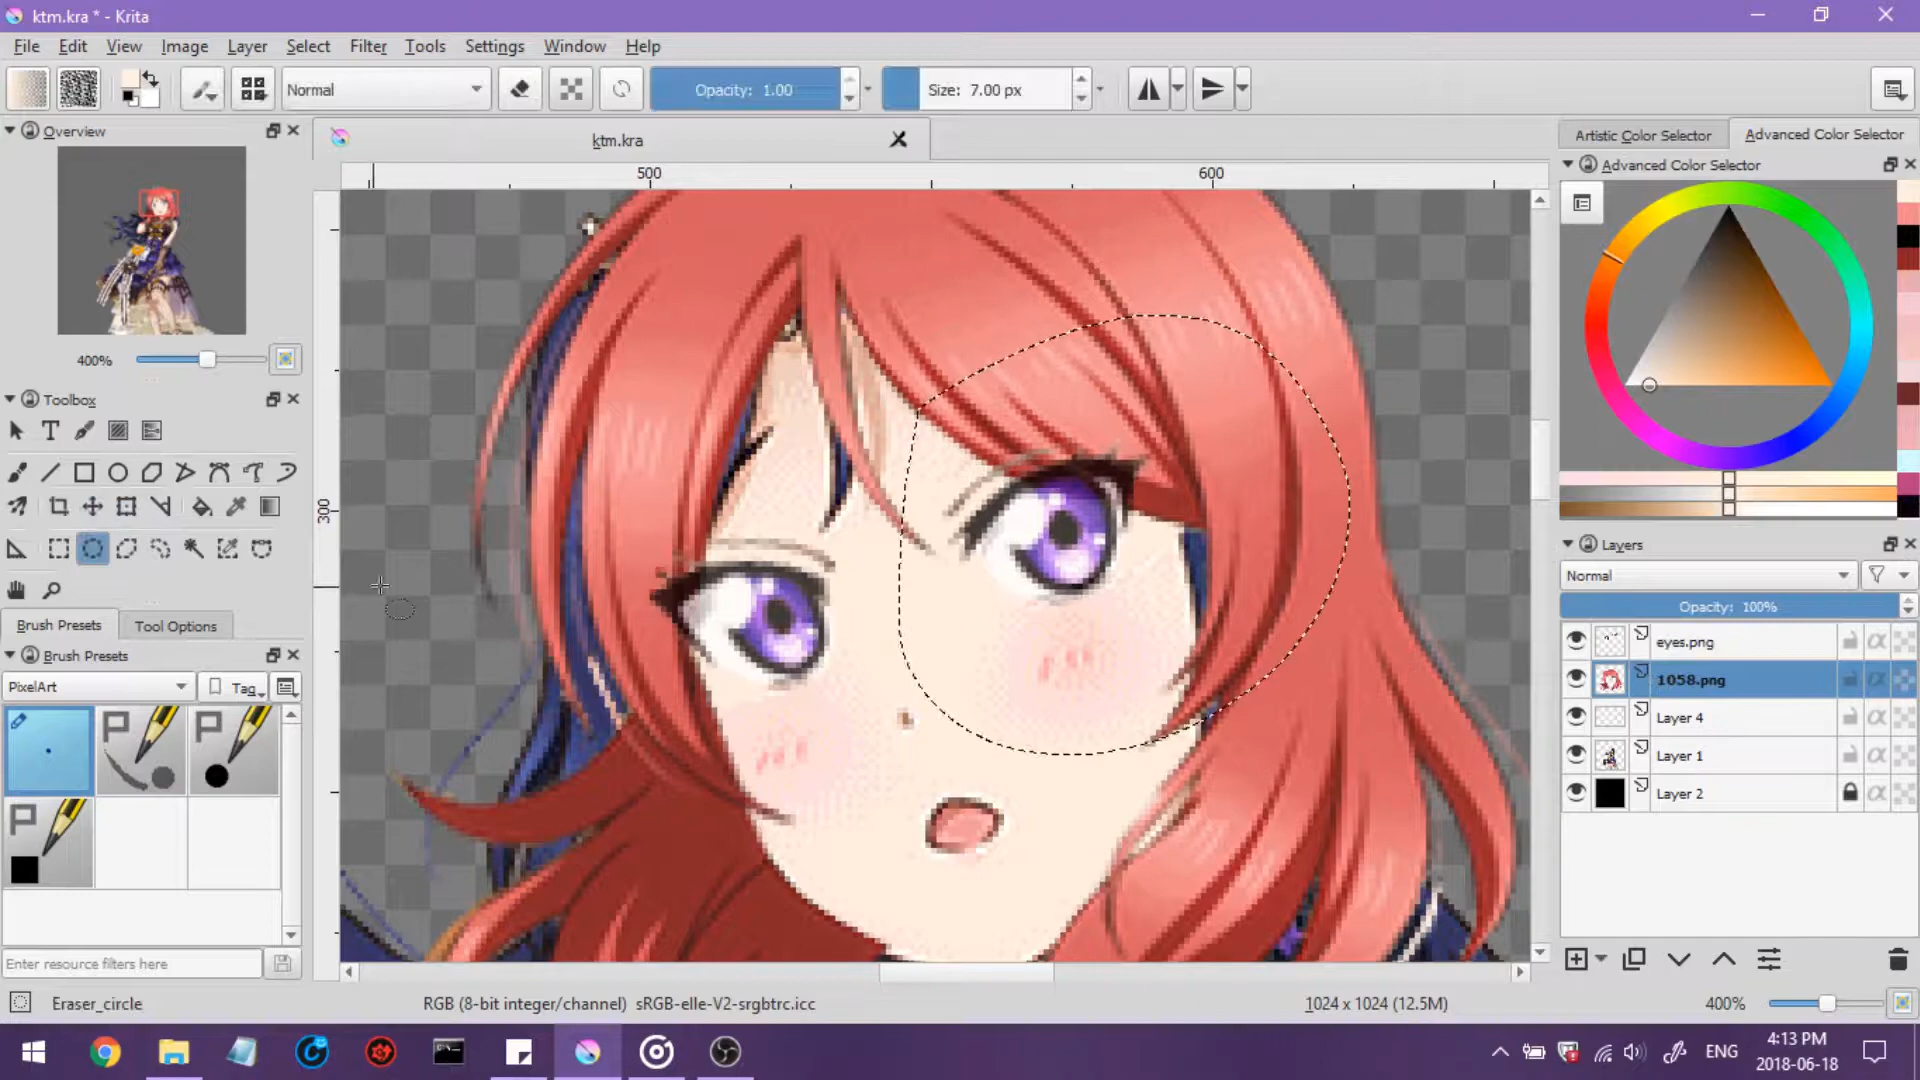 ktm.kra * - Krita
File Edit View Image Layer Select Filter Tools Settings Window Help
Normal
Opacity: 1.00
Size: 7.00 px
Overview
ktm.kra
Artistic Color Selector
Advanced Color Selector
Advanced Color Selector
500
600
300
400%
Toolbox
Layers
Normal
Opacity: 100%
Brush Presets
Tool Options
Brush Presets
PixelArt
Tag
eyes.png
1058.png
Layer 4
Layer 1
Layer 2
Enter resource filters here
Eraser_circle
RGB (8-bit integer/channel) sRGB-elle-V2-srgbtrc.icc
1024 x 1024 (12.5M)
400%
ENG
4:13 PM
2018-06-18